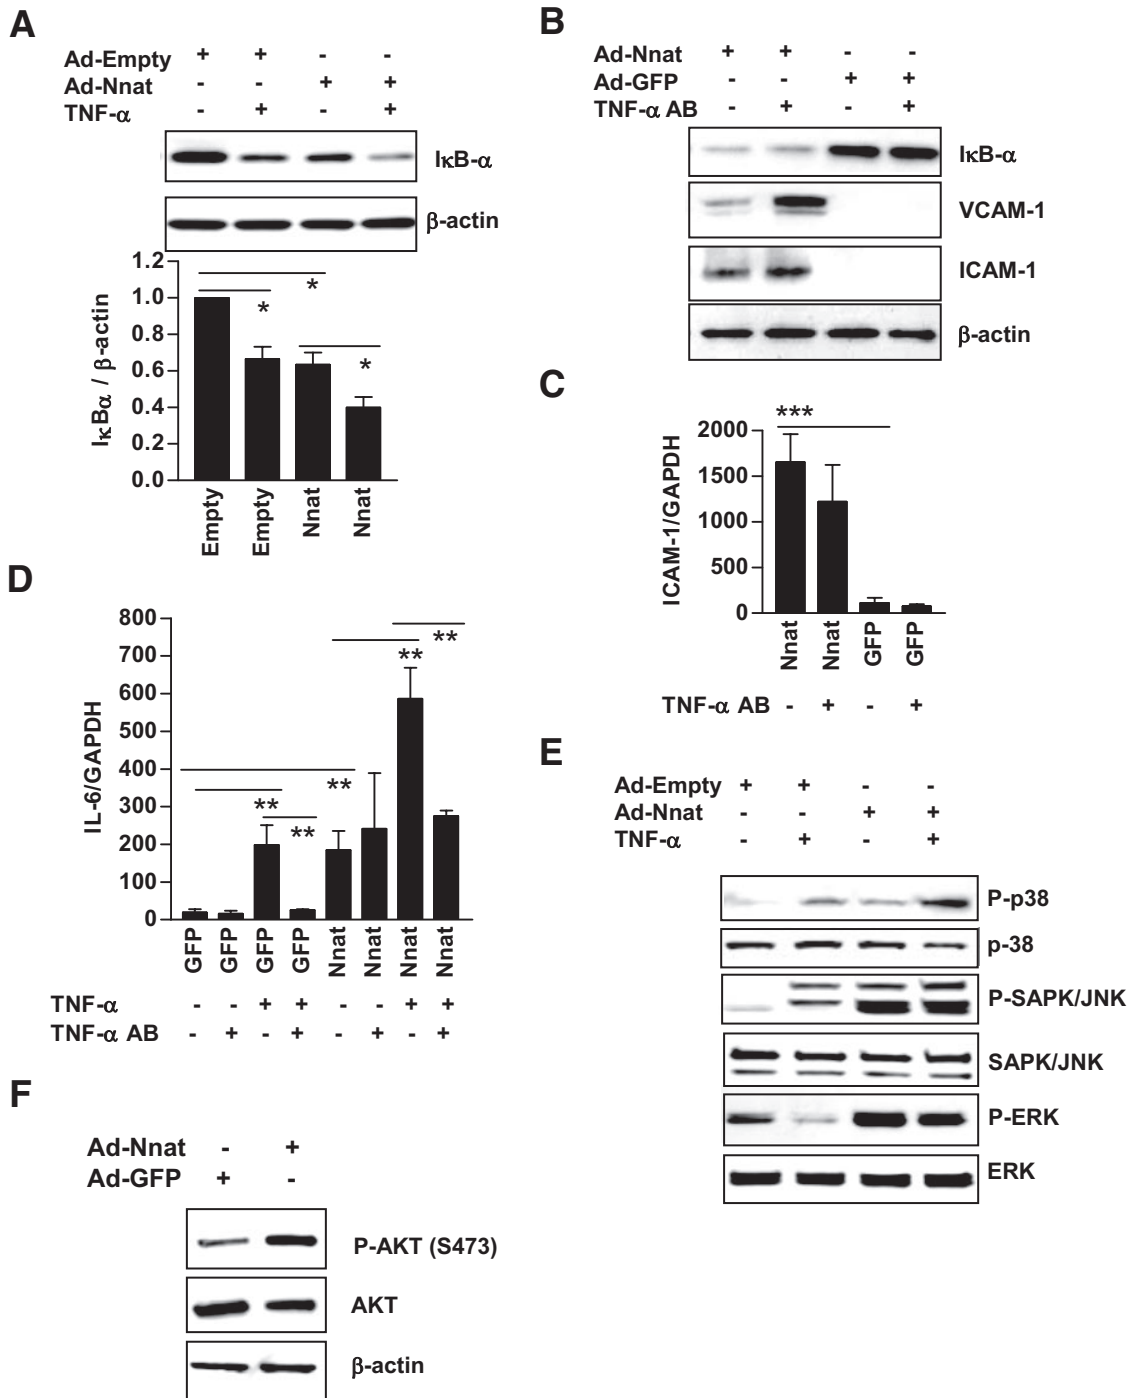 A
Ad-Empty + + - -
Ad-Nnat - - + +
TNF-α - + - +
IκB-α
β-actin
IκBα / β-actin
1.2
1.0
0.8
0.6
0.4
0.2
0.0
*
*
*
Empty Empty Nnat Nnat
B
Ad-Nnat + + - -
Ad-GFP - - + +
TNF-α AB - + - +
IκB-α
VCAM-1
ICAM-1
β-actin
C
ICAM-1/GAPDH
2000
1500
1000
500
0
***
Nnat Nnat GFP GFP
TNF-α AB - + - +
D
IL-6/GAPDH
800
700
600
500
400
300
200
100
0
**
**
**
**
**
GFP GFP GFP GFP Nnat Nnat Nnat Nnat
TNF-α - - + + - - + +
TNF-α AB - + - + - + - +
E
Ad-Empty + + - -
Ad-Nnat - - + +
TNF-α - + - +
P-p38
p-38
P-SAPK/JNK
SAPK/JNK
P-ERK
ERK
F
Ad-Nnat - +
Ad-GFP + -
P-AKT (S473)
AKT
β-actin